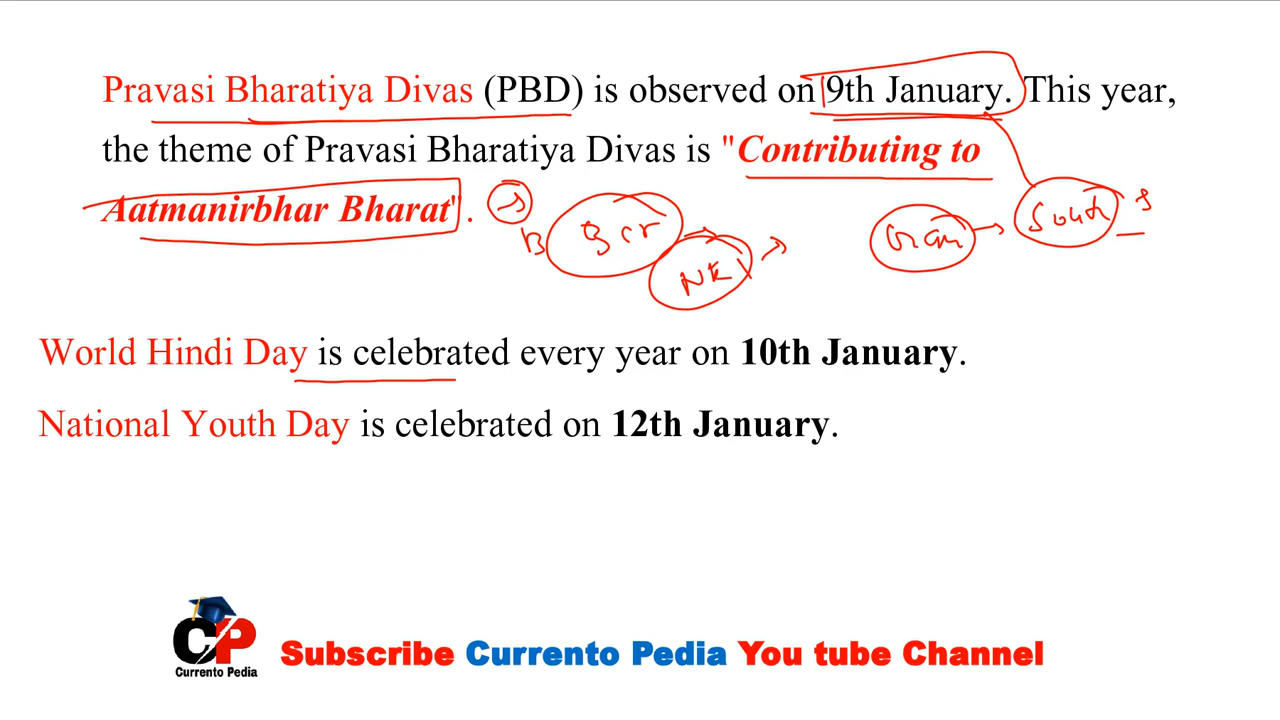 Pravasi Bharatiya Divas (PBD) is observed on 9th January. This year,
the theme of Pravasi Bharatiya Divas is "Contributing to
Aatmanirbhar Bharat".
South
World Hindi Day is celebrated every year on 10th January.
National Youth Day is celebrated on 12th January.
CP
Currento Pedia
Subscribe Currento Pedia You tube Channel